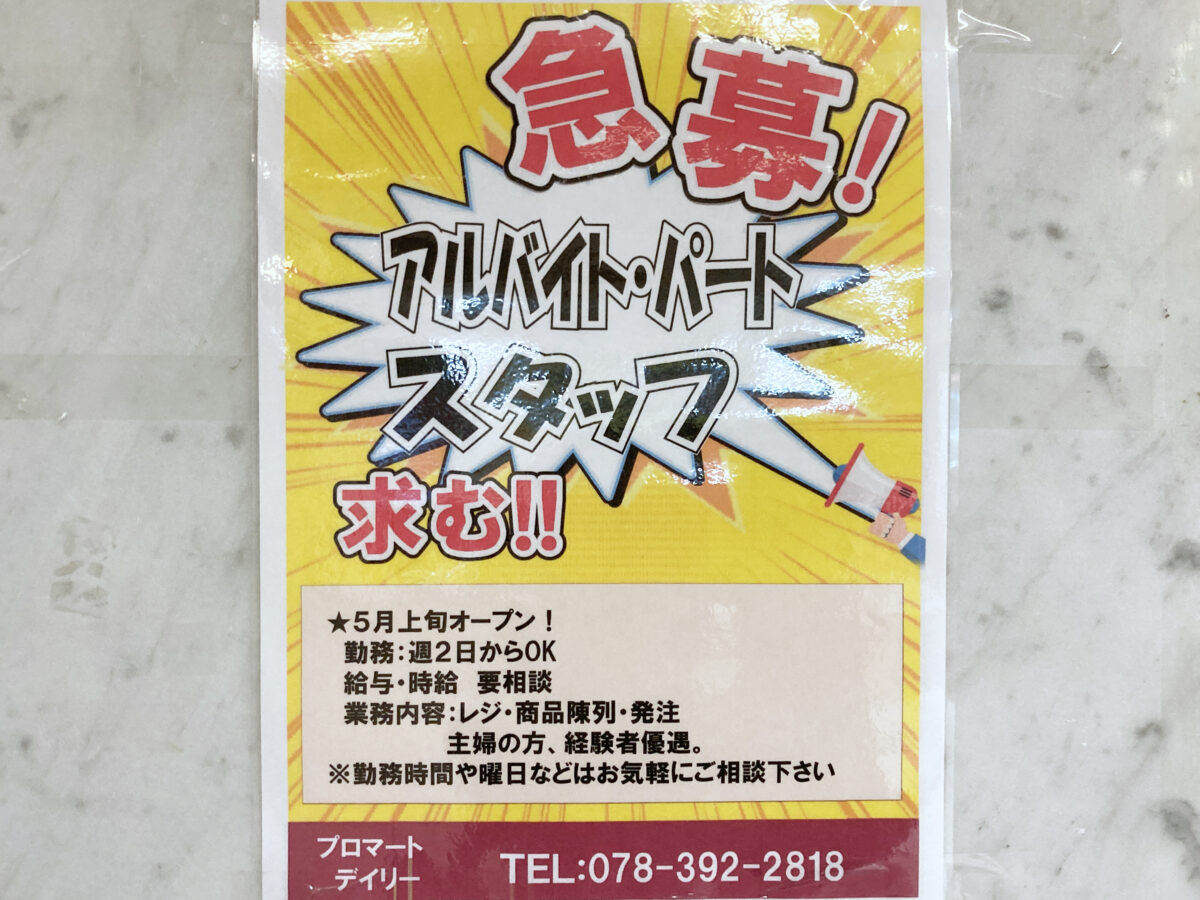 急募!
アルバイト・パート
スタッフ
求む!!
★5月上旬オープン!
勤務:週2日からOK
給与・時給 要相談
業務内容:レジ・商品陳列・発注
主婦の方、経験者優遇。
※勤務時間や曜日などはお気軽にご相談下さい
プロマート
デイリー
TEL:078-392-2818